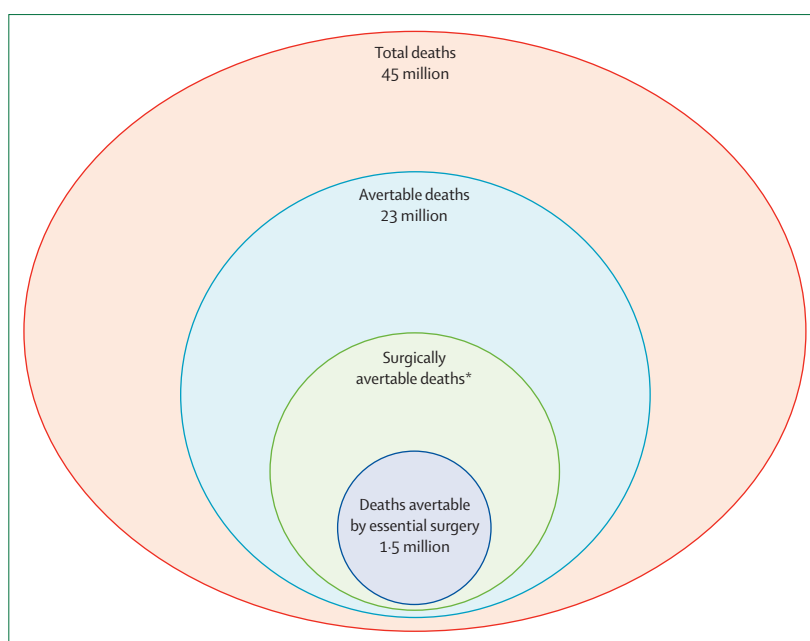 Total deaths
45 million
Avertable deaths
23 million
Surgically
avertable deaths*
Deaths avertable
by essential surgery
1·5 million